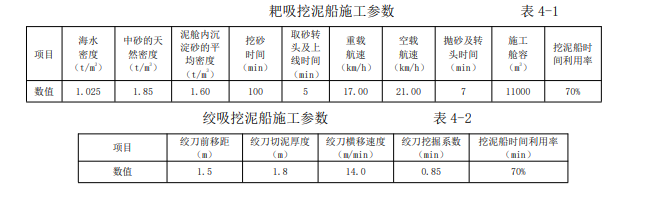 耙吸挖泥船施工参数 表 4-1
项目 海水密度（t/m³） 中砂的天然密度（t/m³） 泥舱内沉淀砂的平均密度（t/m³） 挖砂时间（min） 取砂转头及上线时间（min） 重载航速（km/h） 空载航速（km/h） 抛砂及转头时间（min） 施工舱容（m³） 挖泥船时间利用率
数值 1.025 1.85 1.60 100 5 17.00 21.00 7 11000 70%
绞吸挖泥船施工参数 表 4-2
项目 绞刀前移距（m） 绞刀切泥厚度（m） 绞刀横移速度（m/min） 绞刀挖掘系数（min） 挖泥船时间利用率（min）
数值 1.5 1.8 14.0 0.85 70%